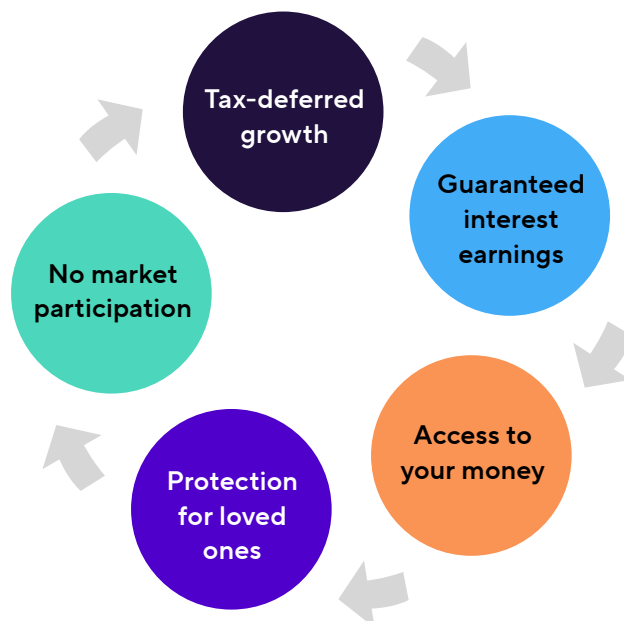 Tax-deferred
growth
Guaranteed
interest
earnings
Access to
your money
Protection
for loved
ones
No market
participation